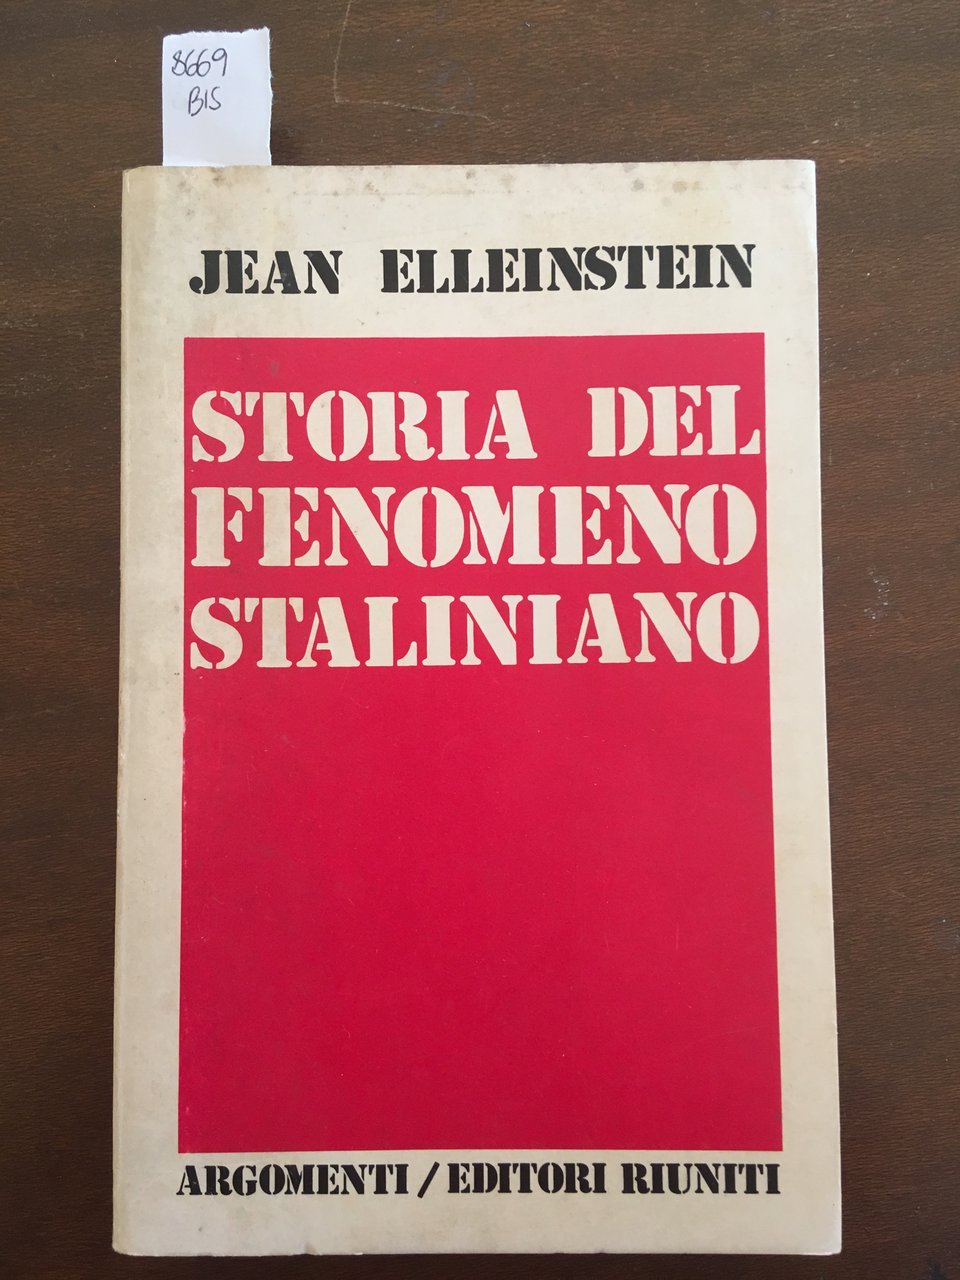 8669
BIS
JEAN ELLEINSTEIN
STORIA DEL
FENOMENO
STALINIANO
ARGOMENTI / EDITORI RIUNITI